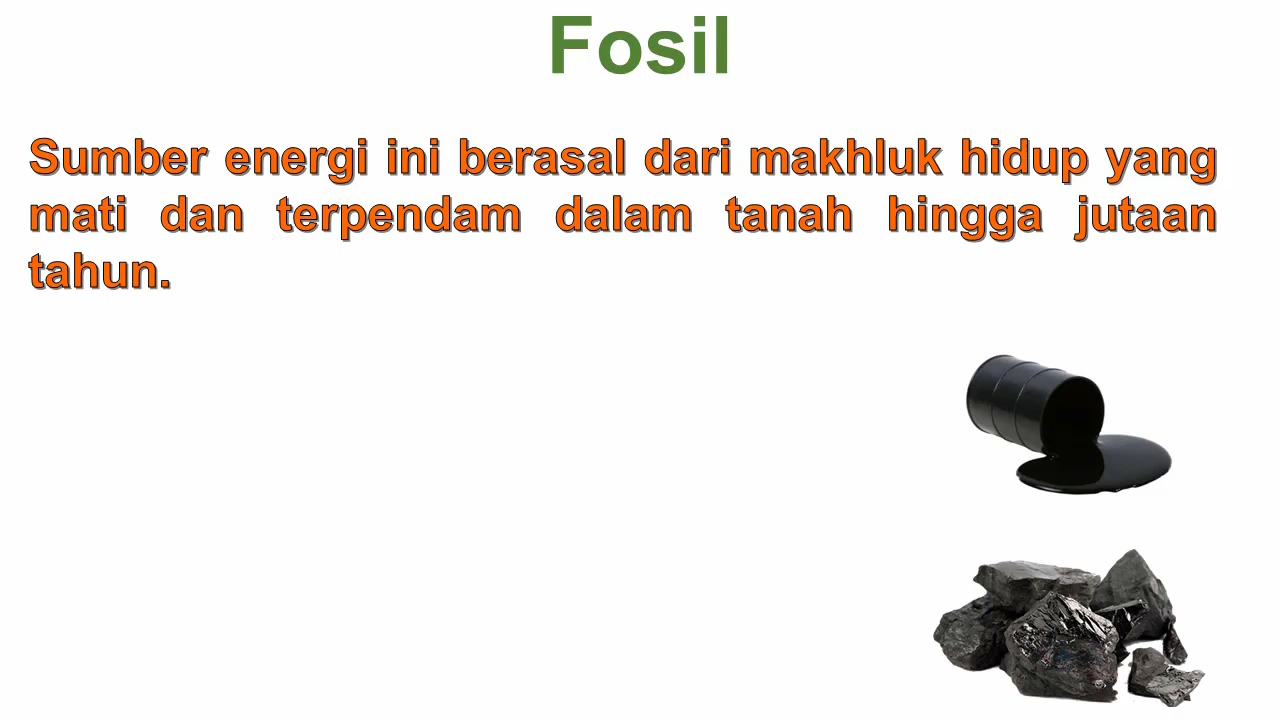 Fosil
Sumber energi ini berasal dari makhluk hidup yang
mati dan terpendam dalam tanah hingga jutaan
tahun.